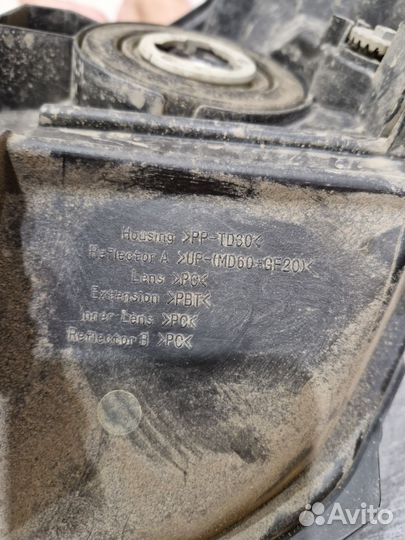 Housing >PP-TD30<
Reflector A >UP-(MD60+GF20)<
Lens >PC<
Extension >PBT<
Inner Lens >PC<
Reflector B >PC<
Avito